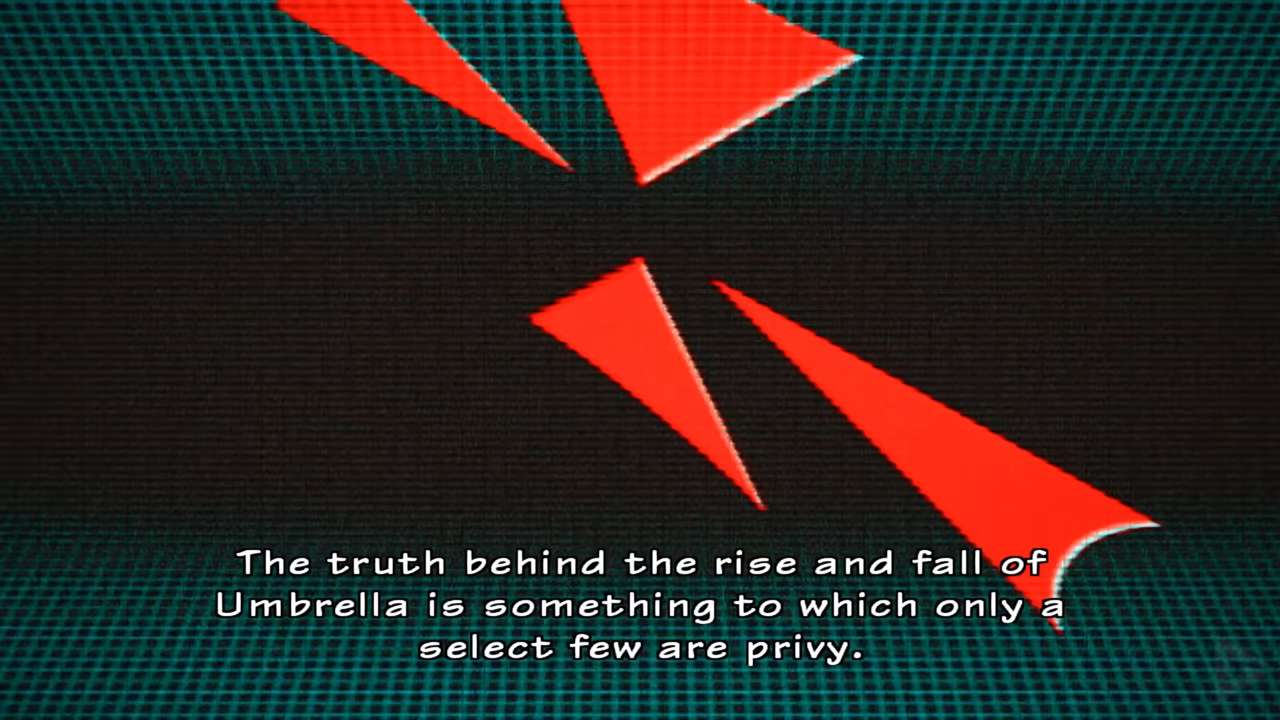 The truth behind the rise and fall of
Umbrella is something to which only a
select few are privy.